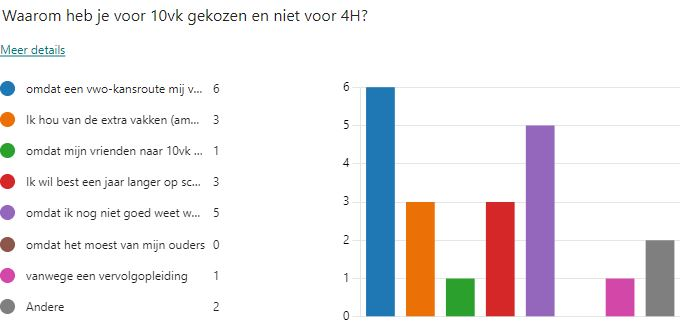 Waarom heb je voor 10vk gekozen en niet voor 4H?
Meer details
omdat een vwo-kansroute mij v... 6
Ik hou van de extra vakken (am... 3
omdat mijn vrienden naar 10vk ... 1
Ik wil best een jaar langer op sc... 3
omdat ik nog niet goed weet w... 5
omdat het moest van mijn ouders 0
vanwege een vervolgopleiding 1
Andere 2
6
5
4
3
2
1
0